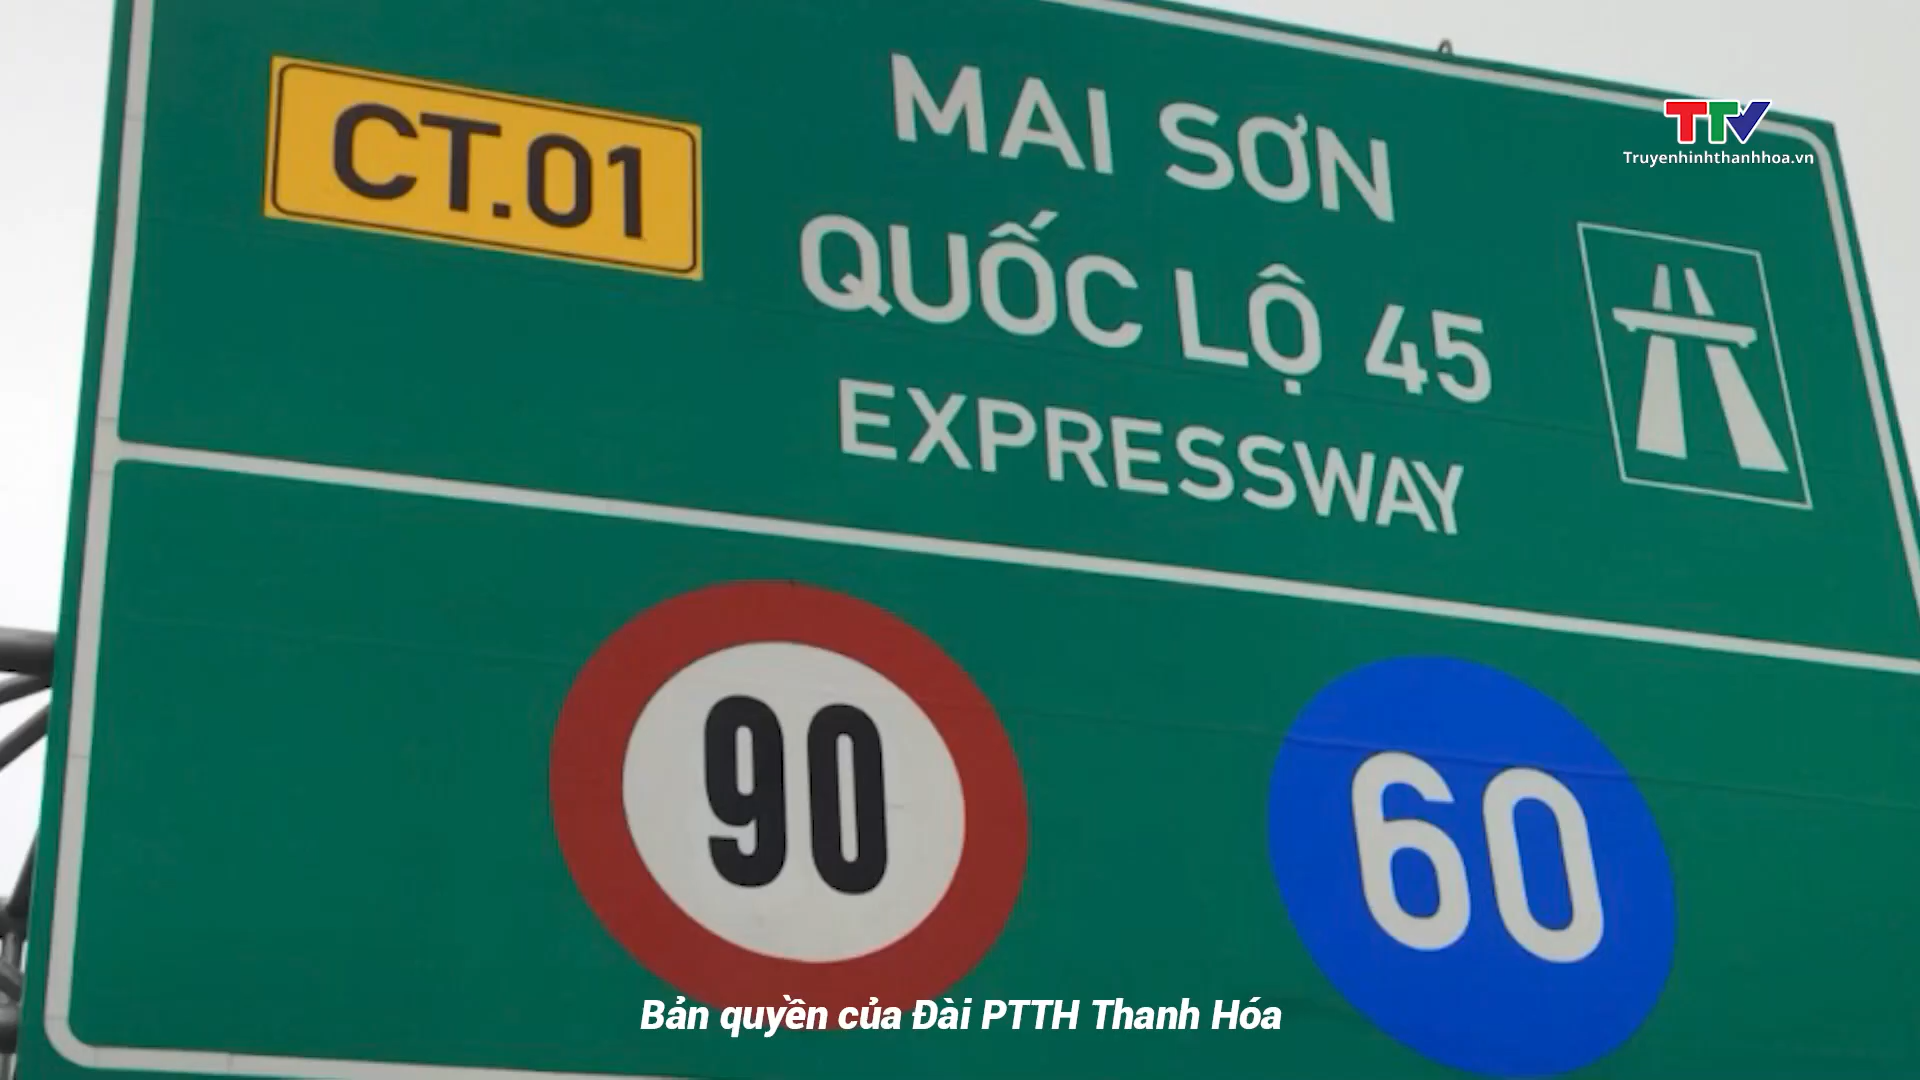 CT.01
MAI SƠN
QUỐC LỘ 45
EXPRESSWAY
TTV
Truyenhinhthanhhoa.vn
90
60
Bản quyền của Đài PTTH Thanh Hóa